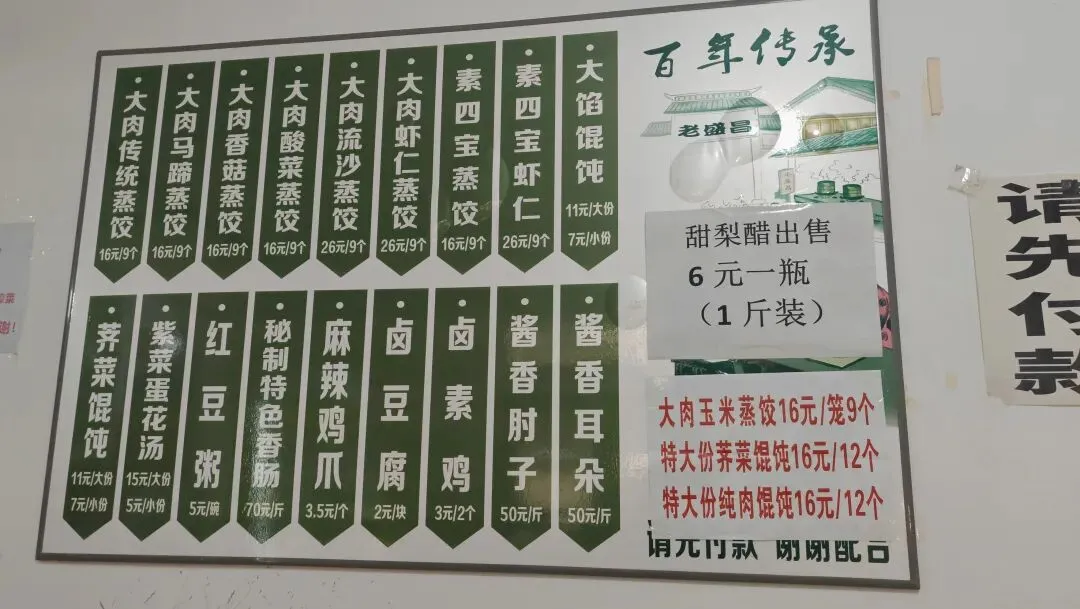 百年传承
老盛昌
大肉传统蒸饺
16元/9个
大肉马蹄蒸饺
16元/9个
大肉香菇蒸饺
16元/9个
大肉酸菜蒸饺
16元/9个
大肉流沙蒸饺
26元/9个
大肉虾仁蒸饺
26元/9个
素四宝蒸饺
16元/9个
素四宝虾仁
26元/9个
大馅馄饨
11元/大份
7元/小份
荠菜馄饨
11元/大份
7元/小份
紫菜蛋花汤
15元/大份
5元/小份
红豆粥
5元/碗
秘制特色香肠
70元/斤
麻辣鸡爪
3.5元/个
卤豆腐
2元/块
卤素鸡
3元/2个
酱香肘子
50元/斤
酱香耳朵
50元/斤
甜梨醋出售
6元一瓶
（1斤装）
大肉玉米蒸饺16元/笼9个
特大份荠菜馄饨16元/12个
特大份纯肉馄饨16元/12个
请先付款 谢谢配合
请先付款
菜
谢！